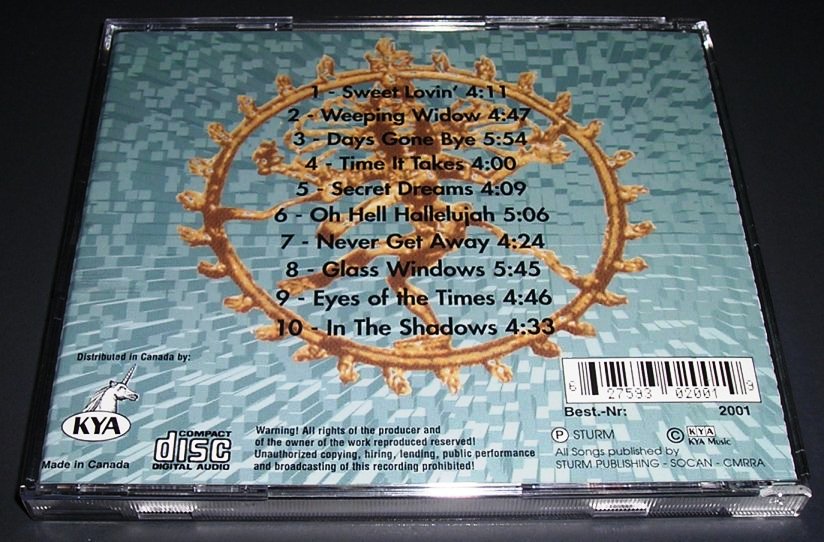 1 - Sweet Lovin' 4:11
2 - Weeping Widow 4:47
3 Days Gone Bye 5:54
4 - Time It Takes 4:00
5 - Secret Dreams 4:09
6 - Oh Hell Hallelujah 5:06
7 - Never Get Away 4:24
8 - Glass Windows 5:45
9 - Eyes of the Times 4:46
10 - In The Shadows 4:33
Distributed in Canada by:
KYA
Made in Canada
COMPACT
disc
DIGITAL AUDIO
Warning! All rights of the producer and
of the owner of the work reproduced reserved!
Unauthorized copying, hiring, lending, public performance
and broadcasting of this recording prohibited!
6 27593 02001 9
Best.-Nr: 2001
Ⓟ STURM © KYA
KYA Music
All Songs published by
STURM PUBLISHING - SOCAN - CMRRA